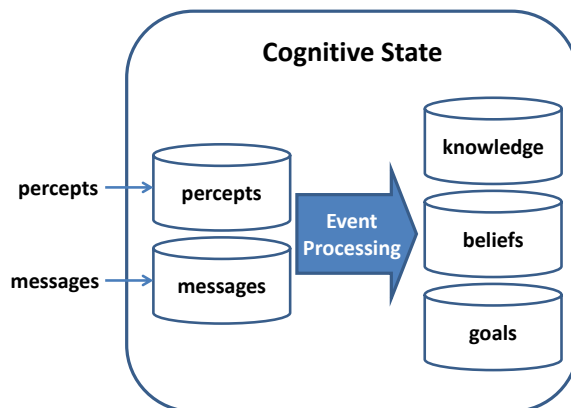 Cognitive State
knowledge
percepts
percepts
Event
Processing
beliefs
messages
messages
goals